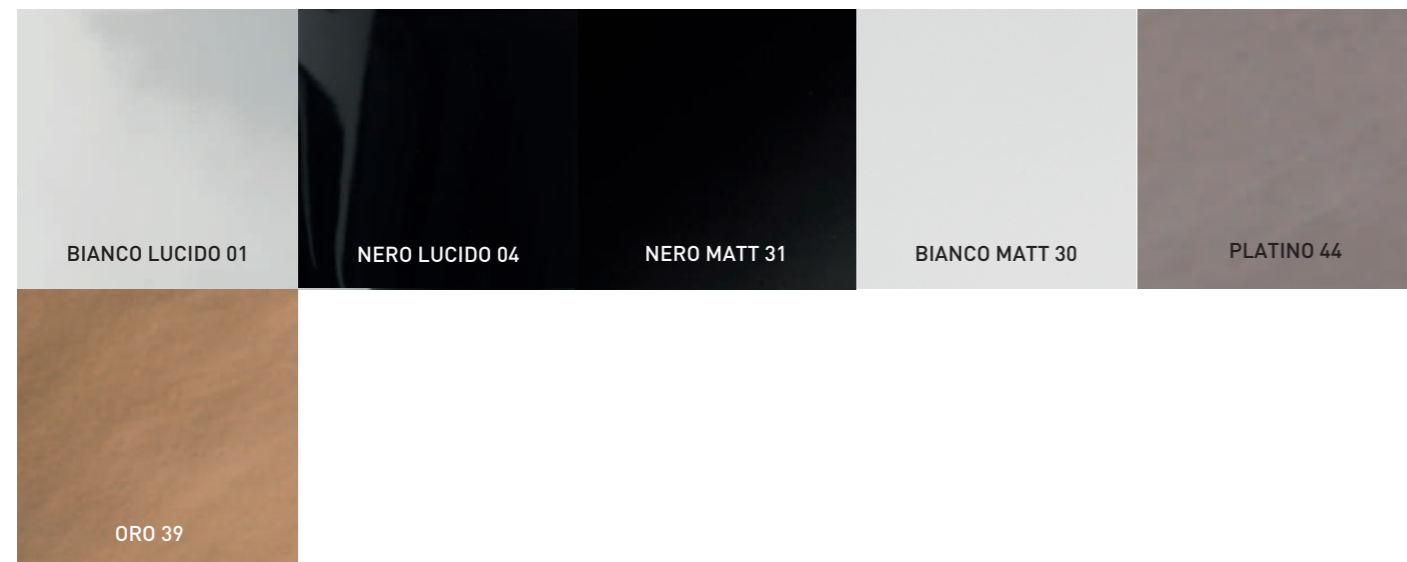 BIANCO LUCIDO 01
NERO LUCIDO 04
NERO MATT 31
BIANCO MATT 30
PLATINO 44
ORO 39